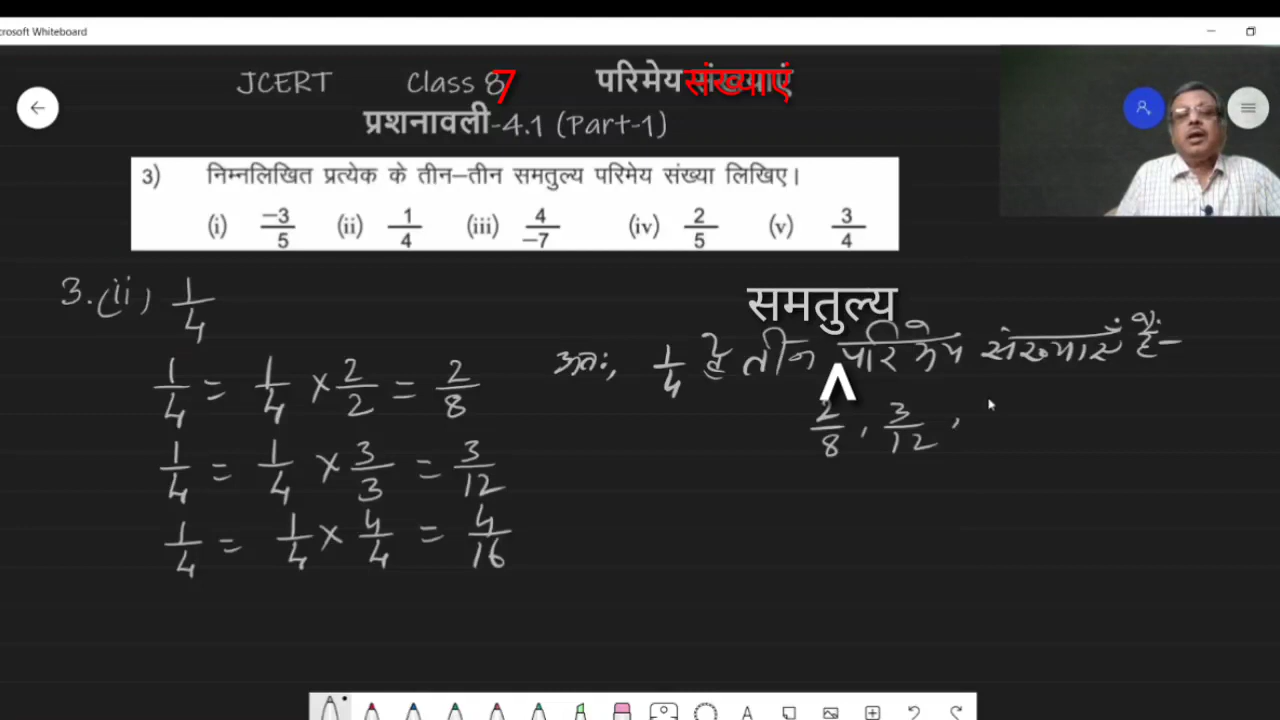 crosoft Whiteboard
JCERT Class 8 7 परिमेय संख्याएं
प्रशनावली-4.1 (Part-1)
3) निम्नलिखित प्रत्येक के तीन–तीन समतुल्य परिमेय संख्या लिखिए।
(i) −3/5 (ii) 1/4 (iii) 4/−7 (iv) 2/5 (v) 3/4
3. (ii) 1/4
1/4 = 1/4 × 2/2 = 2/8
1/4 = 1/4 × 3/3 = 3/12
1/4 = 1/4 × 4/4 = 4/16
समतुल्य
अतः, 1/4 के तीन ^ परिमेय संख्याएं हैं-
2/8, 3/12,